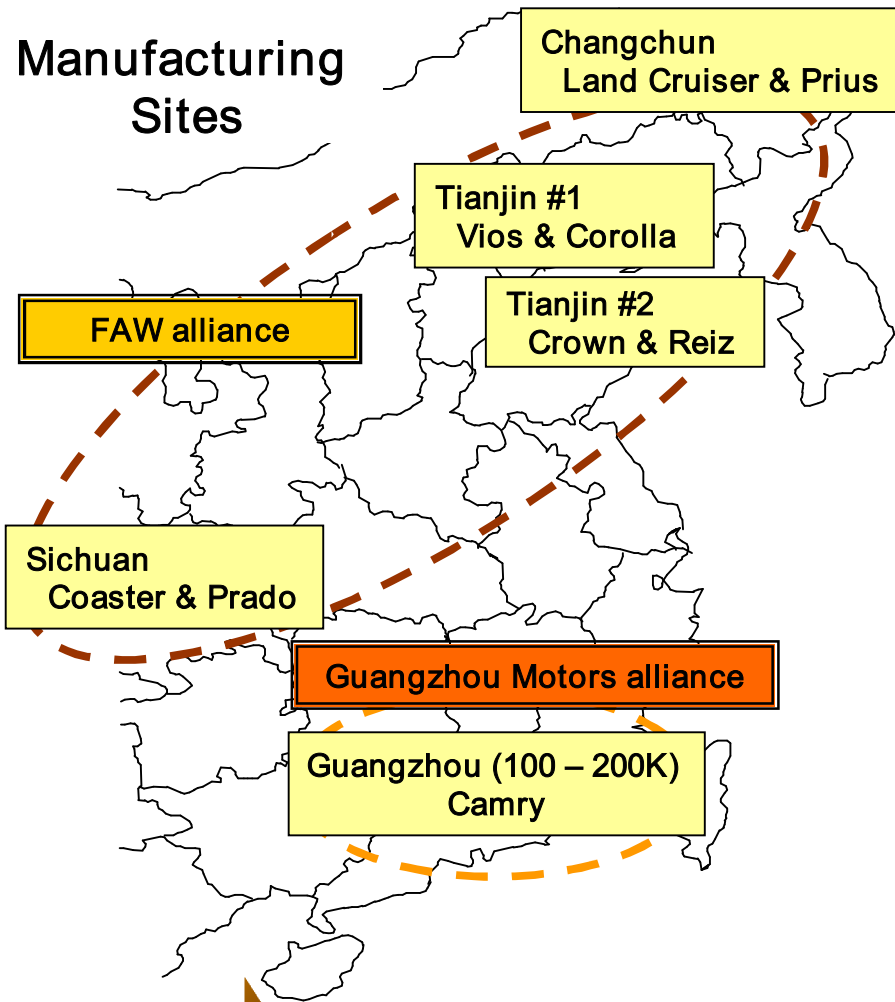 Manufacturing
Sites
Changchun
Land Cruiser & Prius
Tianjin #1
Vios & Corolla
Tianjin #2
Crown & Reiz
FAW alliance
Sichuan
Coaster & Prado
Guangzhou Motors alliance
Guangzhou (100 – 200K)
Camry